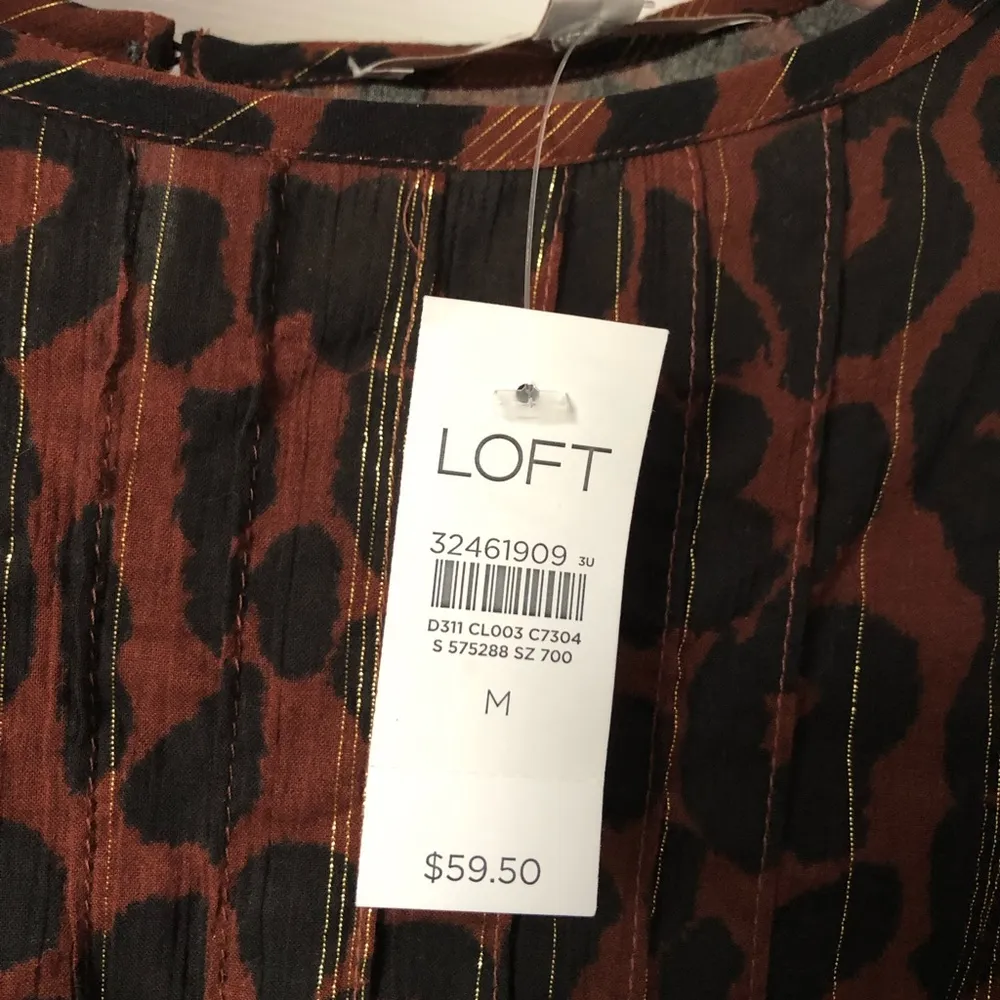 LOFT
32461909 3U
D311 CL003 C7304
S 575288 SZ 700
M
$59.50